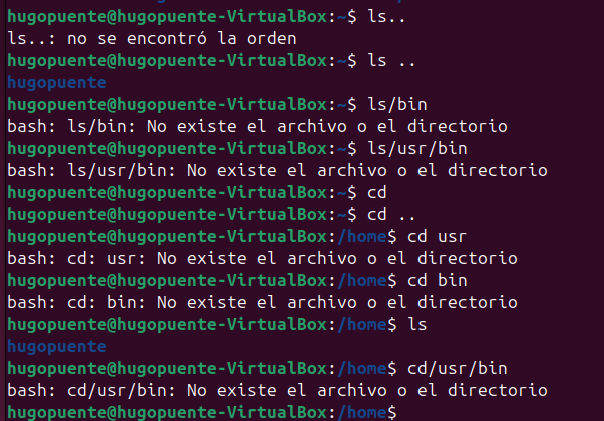 hugopuente@hugopuente-VirtualBox:~$ ls..
ls..: no se encontró la orden
hugopuente@hugopuente-VirtualBox:~$ ls ..
hugopuente
hugopuente@hugopuente-VirtualBox:~$ ls/bin
bash: ls/bin: No existe el archivo o el directorio
hugopuente@hugopuente-VirtualBox:~$ ls/usr/bin
bash: ls/usr/bin: No existe el archivo o el directorio
hugopuente@hugopuente-VirtualBox:~$ cd
hugopuente@hugopuente-VirtualBox:~$ cd ..
hugopuente@hugopuente-VirtualBox:/home$ cd usr
bash: cd: usr: No existe el archivo o el directorio
hugopuente@hugopuente-VirtualBox:/home$ cd bin
bash: cd: bin: No existe el archivo o el directorio
hugopuente@hugopuente-VirtualBox:/home$ ls
hugopuente
hugopuente@hugopuente-VirtualBox:/home$ cd/usr/bin
bash: cd/usr/bin: No existe el archivo o el directorio
hugopuente@hugopuente-VirtualBox:/home$